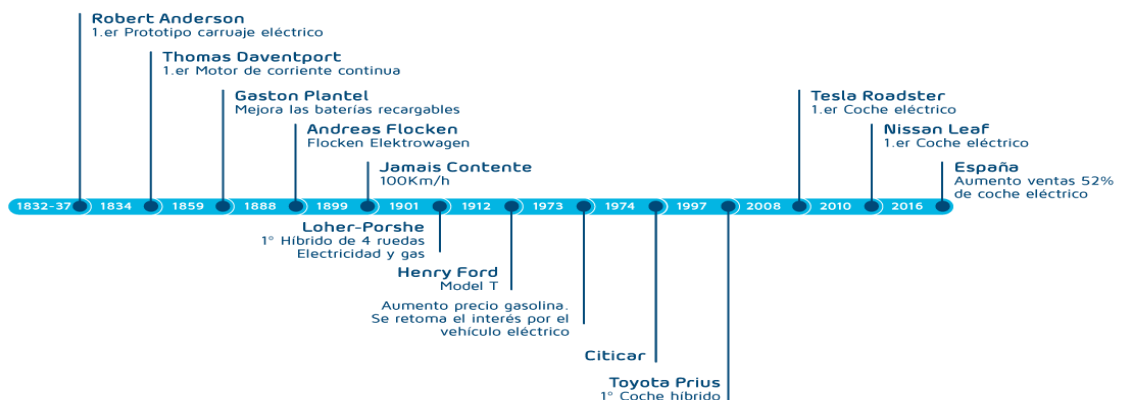 Robert Anderson
1.er Prototipo carruaje eléctrico
Thomas Daventport
1.er Motor de corriente continua
Gaston Plantel
Mejora las baterías recargables
Andreas Flocken
Flocken Elektrowagen
Jamais Contente
100Km/h
Tesla Roadster
1.er Coche eléctrico
Nissan Leaf
1.er Coche eléctrico
España
Aumento ventas 52%
de coche eléctrico
1832-37 1834 1859 1888 1899 1901 1912 1973 1974 1997 2008 2010 2016
Loher-Porshe
1° Híbrido de 4 ruedas
Electricidad y gas
Henry Ford
Model T
Aumento precio gasolina.
Se retoma el interés por el
vehículo eléctrico
Citicar
Toyota Prius
1° Coche híbrido